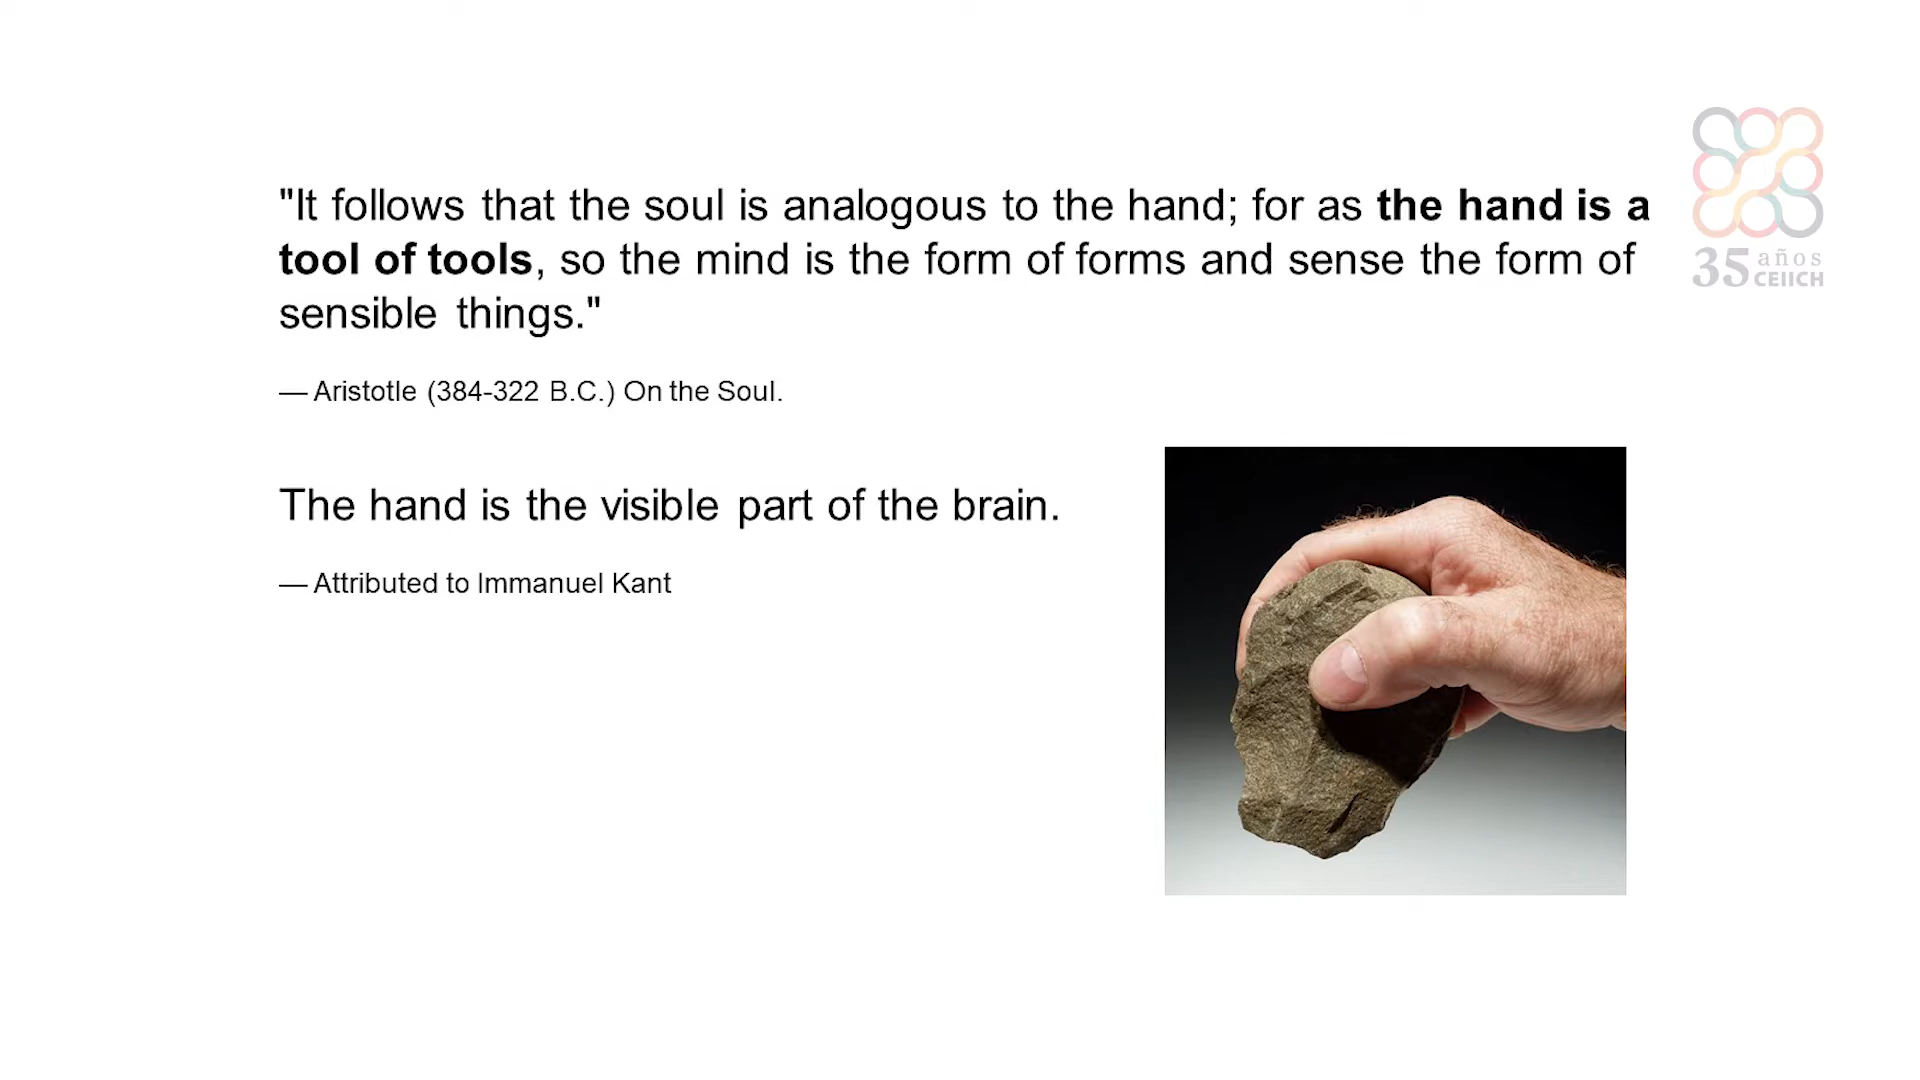 "It follows that the soul is analogous to the hand; for as the hand is a
tool of tools, so the mind is the form of forms and sense the form of
sensible things."
— Aristotle (384-322 B.C.) On the Soul.
The hand is the visible part of the brain.
— Attributed to Immanuel Kant
35 años
CEIICH